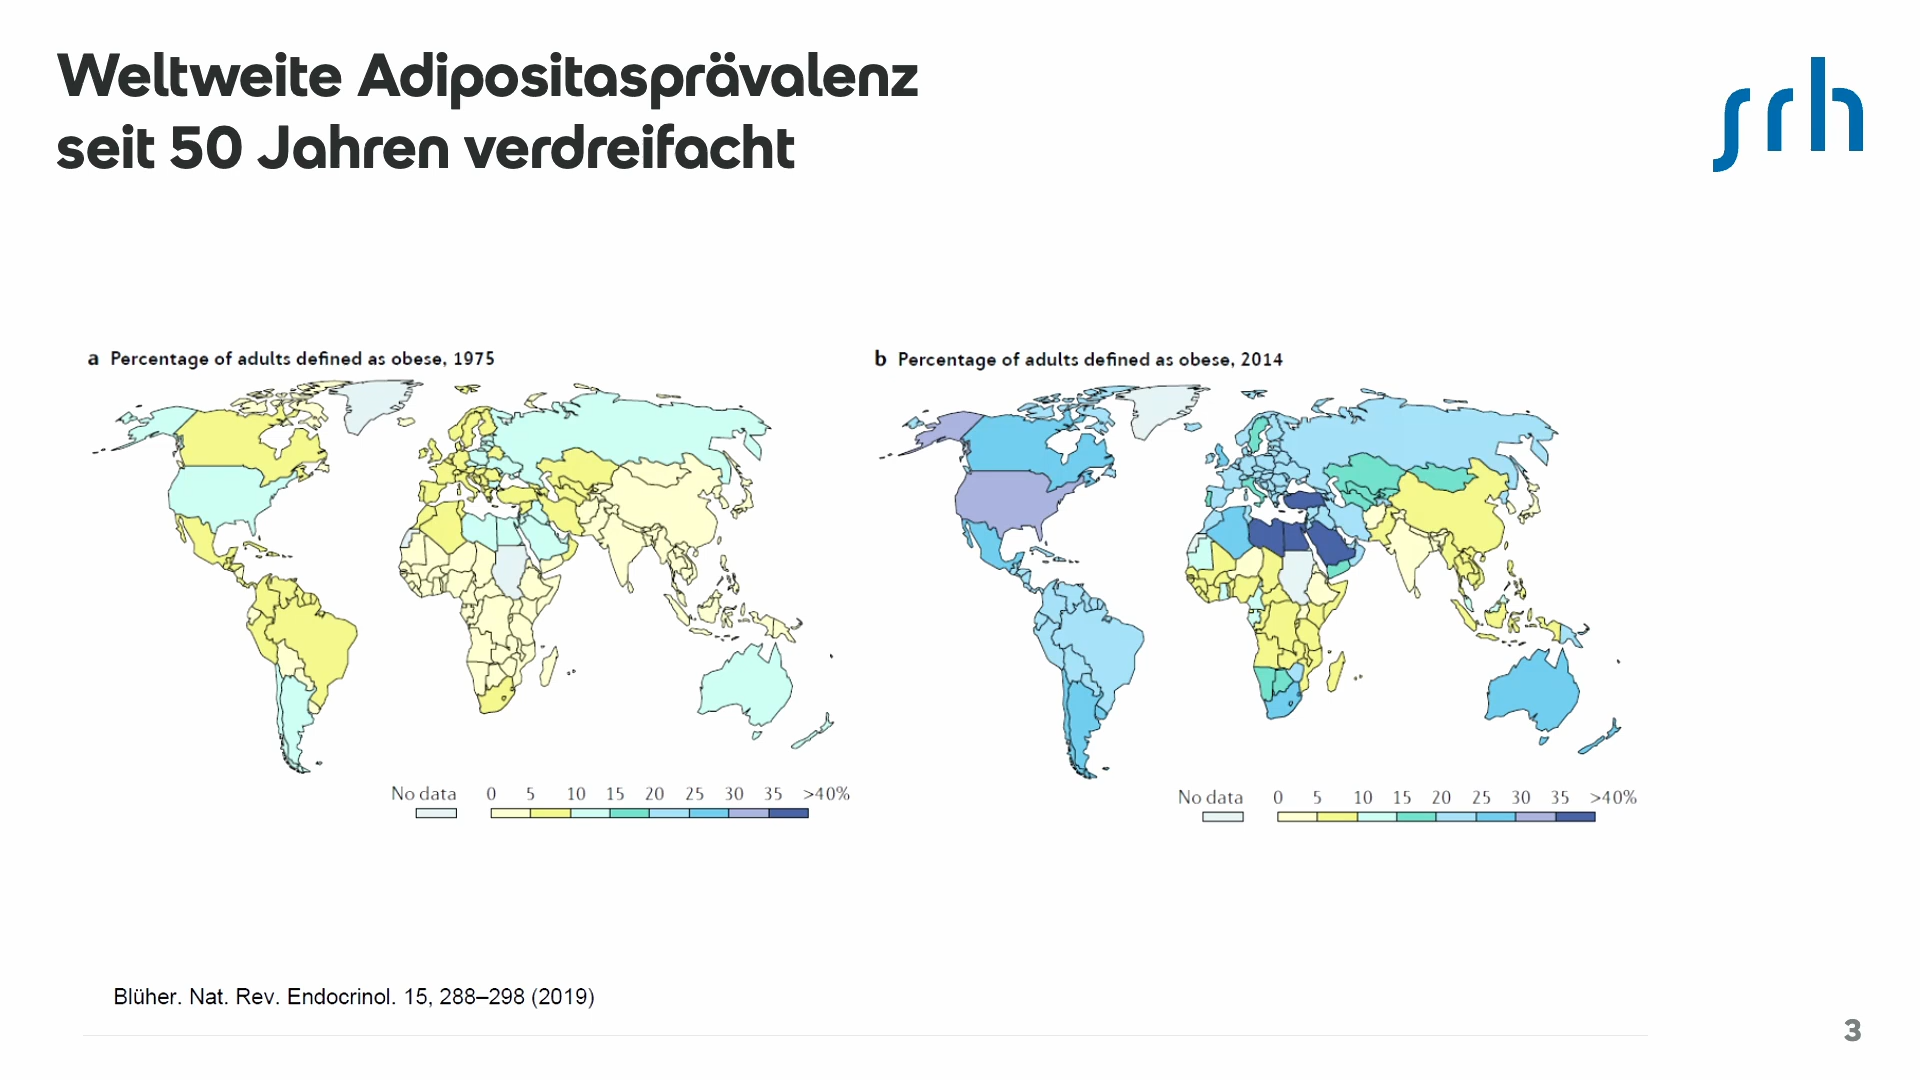 Weltweite Adipositasprävalenz
seit 50 Jahren verdreifacht
srh
a Percentage of adults defined as obese, 1975
b Percentage of adults defined as obese, 2014
No data 0 5 10 15 20 25 30 35 >40%
No data 0 5 10 15 20 25 30 35 >40%
Blüher. Nat. Rev. Endocrinol. 15, 288–298 (2019)
3